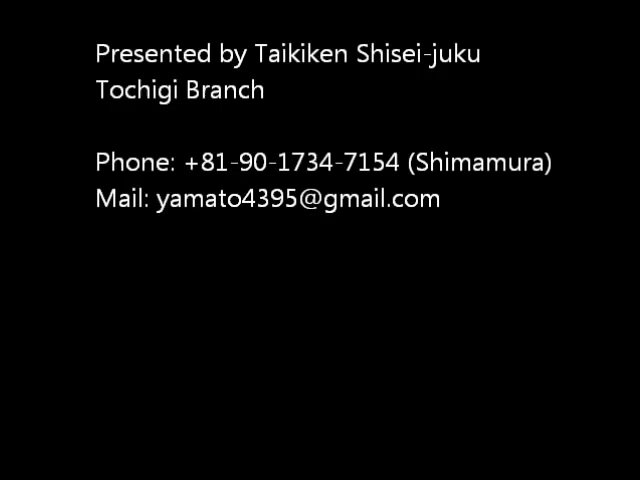 Presented by Taikiken Shisei-juku
Tochigi Branch
Phone: +81-90-1734-7154 (Shimamura)
Mail: yamato4395@gmail.com